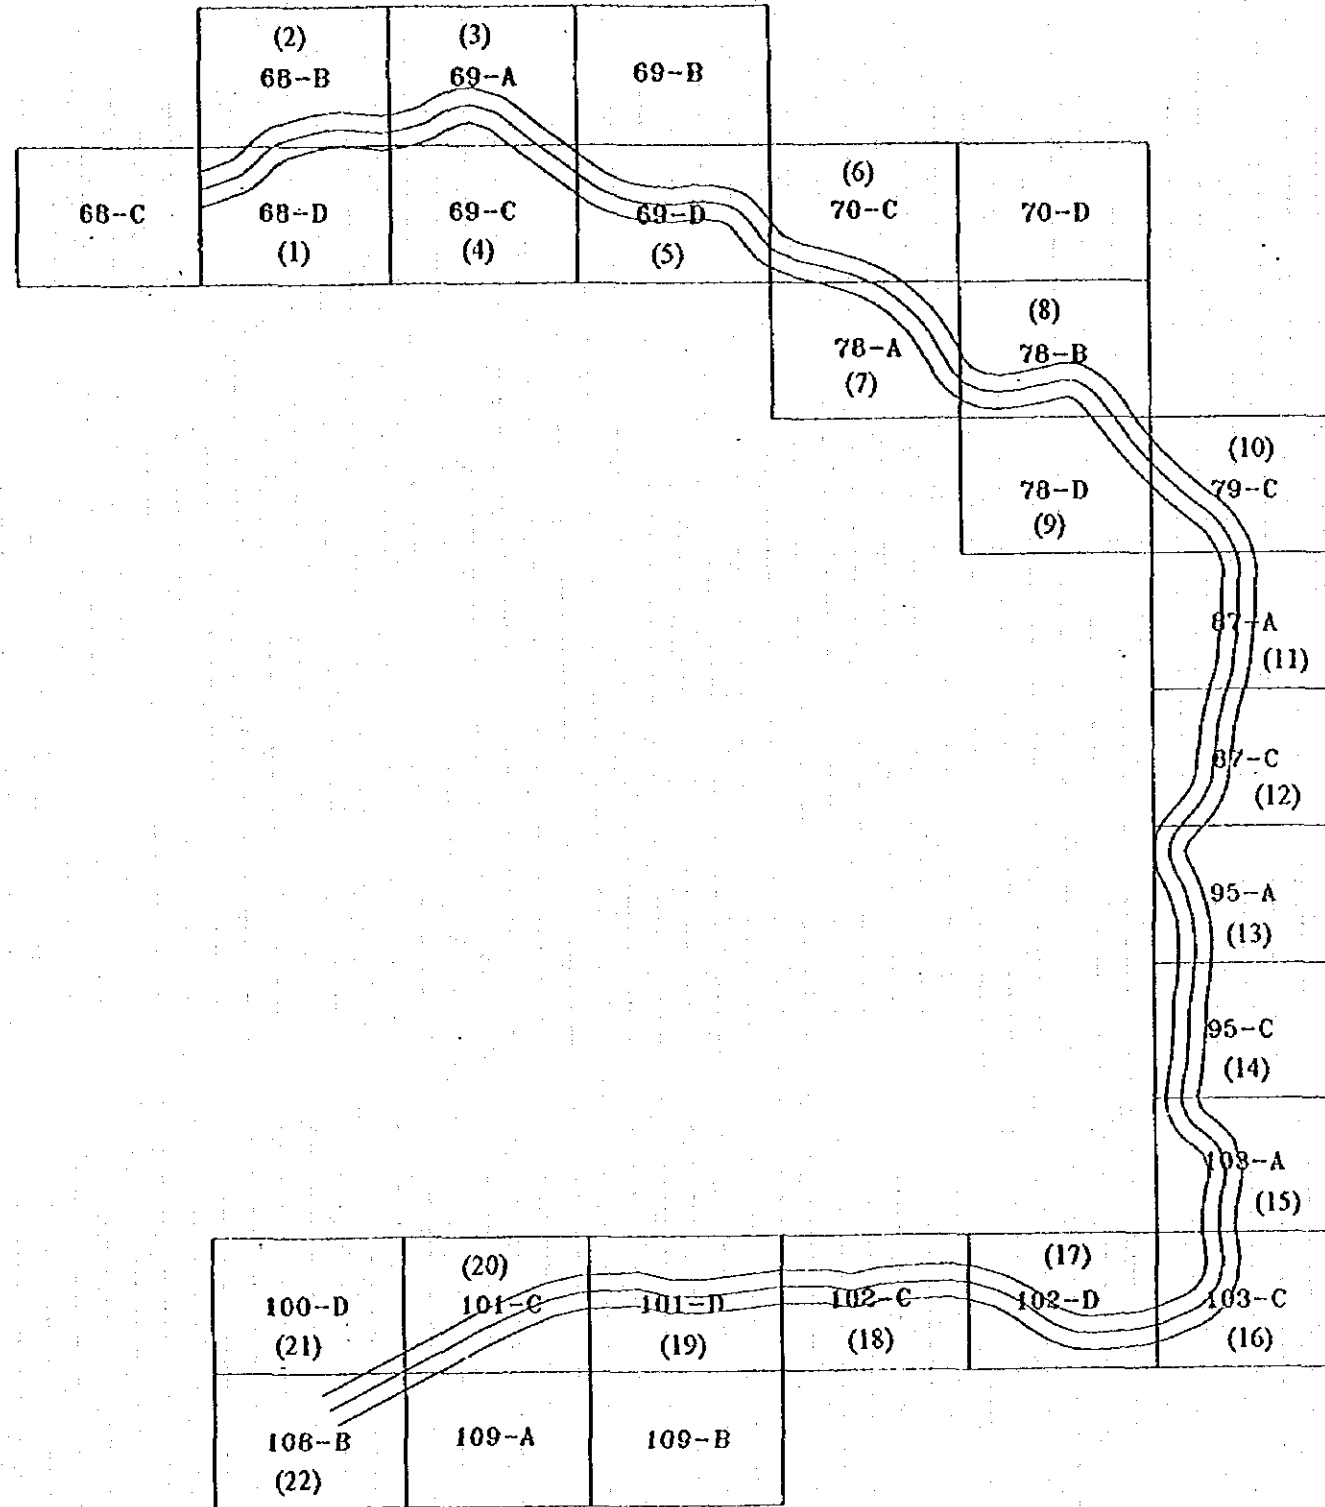 (2)
68-B
(3)
69-A
69-B
68-C
68-D
(1)
69-C
(4)
69-D
(5)
(6)
70-C
70-D
78-A
(7)
(8)
78-B
78-D
(9)
(10)
79-C
87-A
(11)
87-C
(12)
95-A
(13)
95-C
(14)
103-A
(15)
100-D
(21)
(20)
101-C
101-D
(19)
102-C
(18)
(17)
102-D
103-C
(16)
108-B
(22)
109-A
109-B